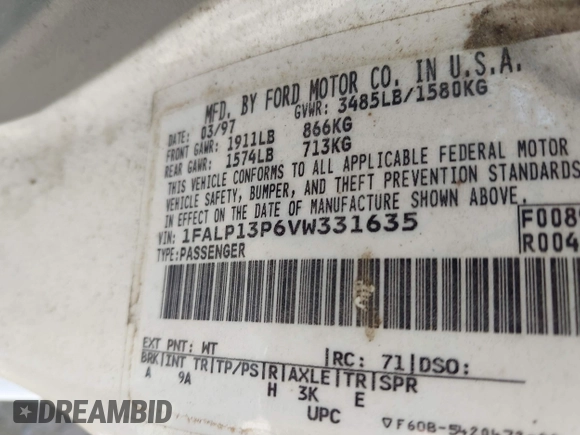 MFD. BY FORD MOTOR CO. IN U.S.A.
DATE: 03/97 GVWR: 3485LB/1580KG
FRONT GAWR: 1911LB 866KG
REAR GAWR: 1574LB 713KG
THIS VEHICLE CONFORMS TO ALL APPLICABLE FEDERAL MOTOR
VEHICLE SAFETY, BUMPER, AND THEFT PREVENTION STANDARDS
IN EFFECT ON THE DATE OF MANUFACTURE SHOWN ABOVE.
VIN: 1FALP13P6VW331635 F008
TYPE: PASSENGER R004
EXT PNT: WT RC: 71 DSO:
BRK INT TR TP/PS R AXLE TR SPR
A 9A H 3K E
UPC
DREAMBID